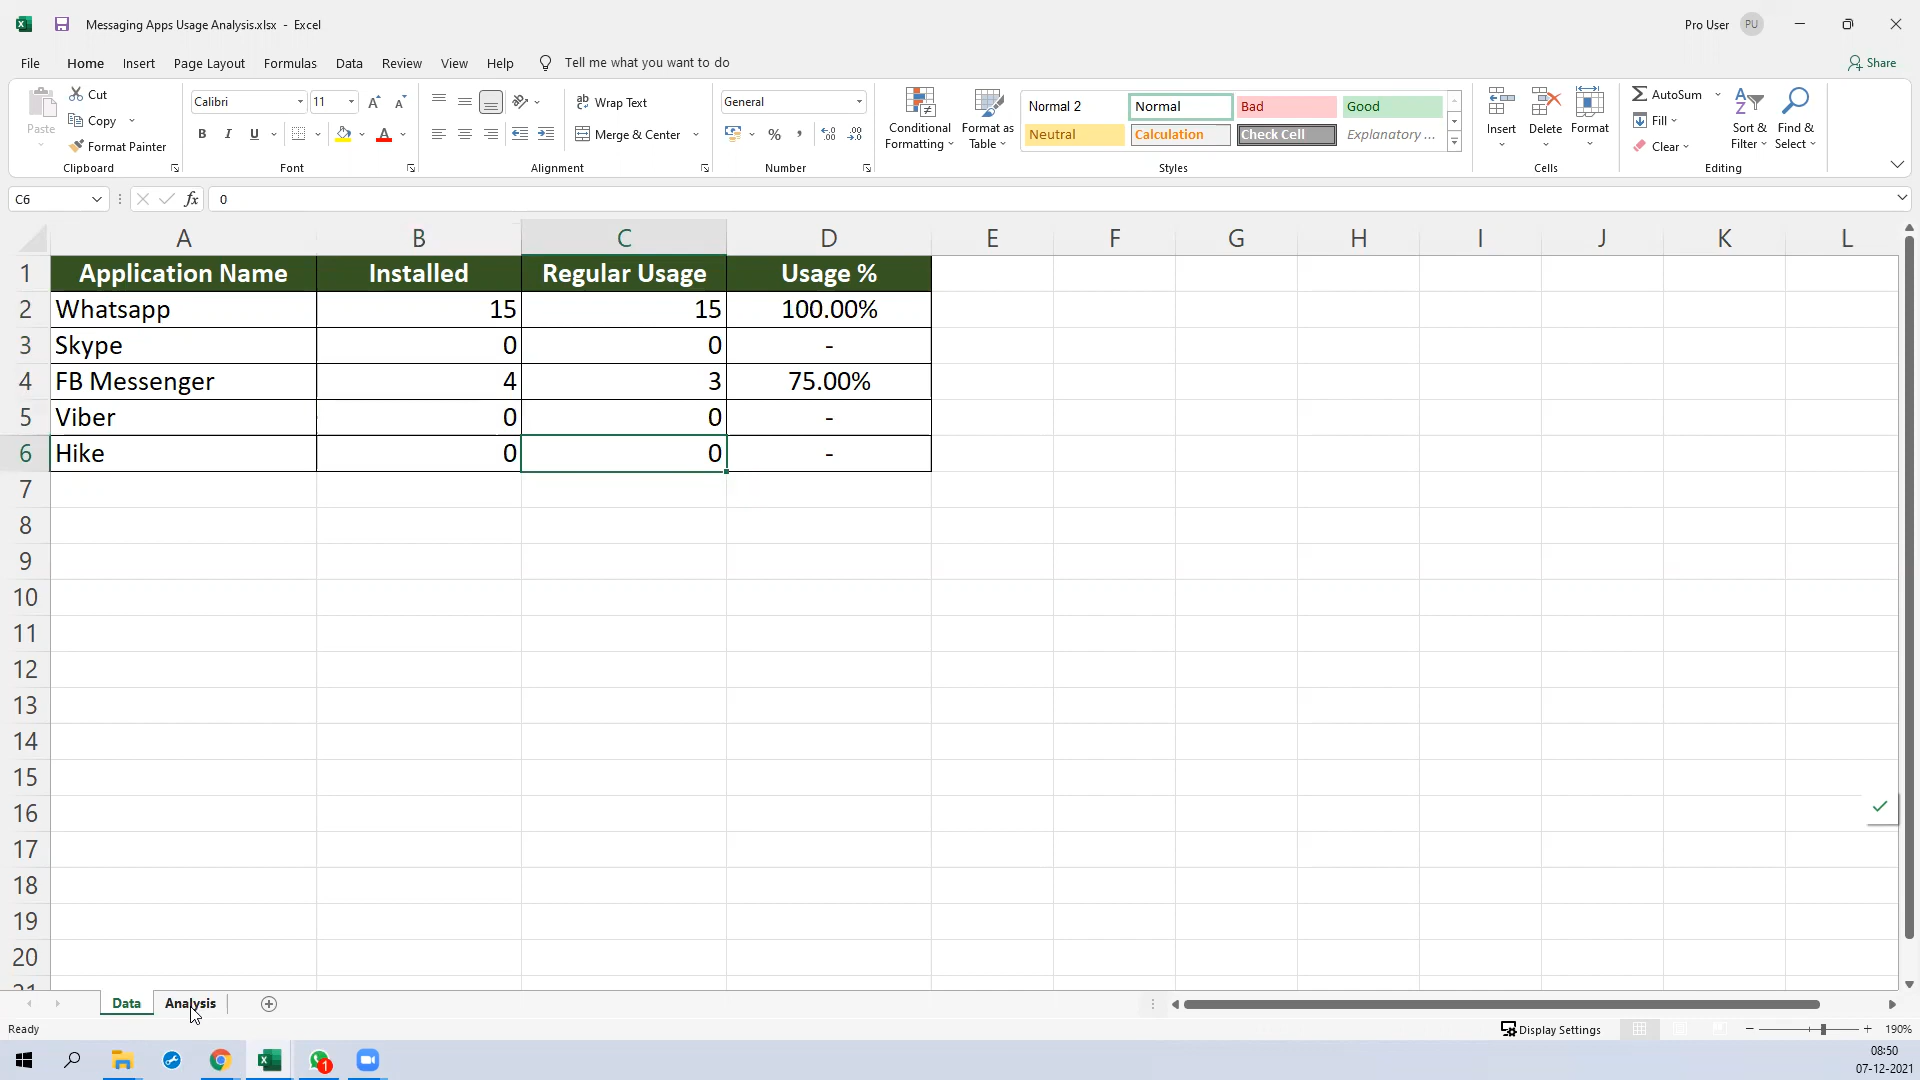 Messaging Apps Usage Analysis.xlsx - Excel
Pro User PU
File Home Insert Page Layout Formulas Data Review View Help Tell me what you want to do
Share
Paste
Cut
Copy
Format Painter
Clipboard
Calibri 11
B I U
Font
Wrap Text
Merge & Center
Alignment
General
Number
Conditional Formatting
Format as Table
Normal 2 Normal Bad Good
Neutral Calculation Check Cell Explanatory ...
Styles
Insert Delete Format
Cells
AutoSum
Fill
Clear
Sort & Filter
Find & Select
Editing
C6 fx 0
A B C D E F G H I J K L
1 Application Name Installed Regular Usage Usage %
2 Whatsapp 15 15 100.00%
3 Skype 0 0 -
4 FB Messenger 4 3 75.00%
5 Viber 0 0 -
6 Hike 0 0 -
7
8
9
10
11
12
13
14
15
16
17
18
19
20
21
Data Analysis
Ready
Display Settings
190%
1
08:50
07-12-2021